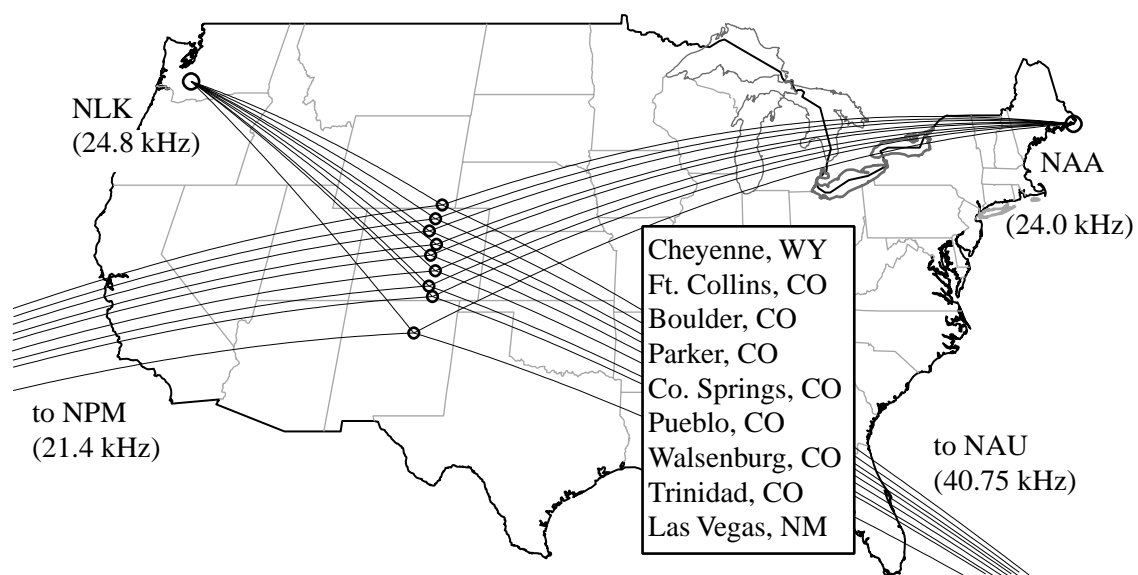 NLK
(24.8 kHz)
NAA
(24.0 kHz)
Cheyenne, WY
Ft. Collins, CO
Boulder, CO
Parker, CO
Co. Springs, CO
Pueblo, CO
Walsenburg, CO
Trinidad, CO
Las Vegas, NM
to NPM
(21.4 kHz)
to NAU
(40.75 kHz)